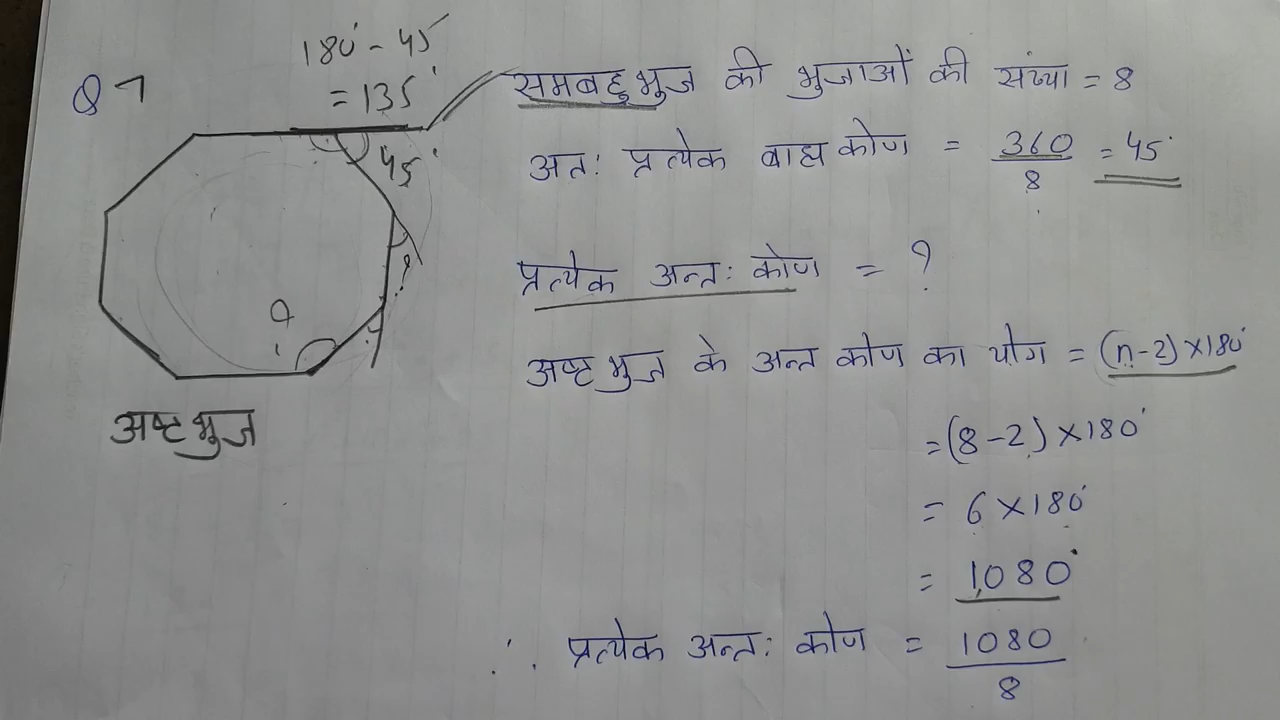 Q 7
180° - 45
= 135°
45°
?
?
अष्टभुज
समबहुभुज की भुजाओं की संख्या = 8
अतः प्रत्येक बाह्य कोण = 360/8 = 45°
प्रत्येक अन्तः कोण = ?
अष्टभुज के अन्त कोण का योग = (n-2)×180°
= (8-2)×180°
= 6×180°
= 1080°
∴ प्रत्येक अन्तः कोण = 1080/8